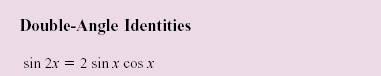 Double-Angle Identities
sin 2x = 2 sin x cos x